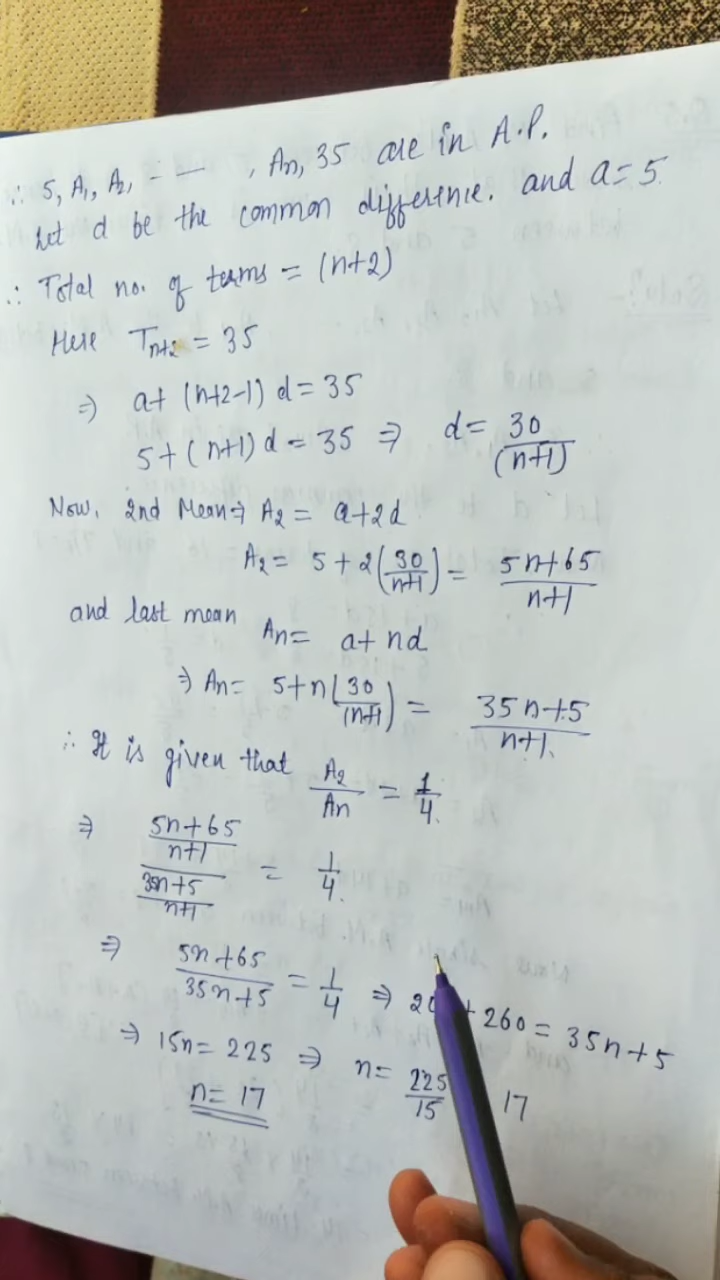 ∴ 5, A₁, A₂, - — , An, 35 are in A.P.
Let d be the common difference. and a = 5.
∴ Total no. of terms = (n+2)
Here Tn+2 = 35
⇒ a + (n+2-1) d = 35
5 + (n+1) d = 35 ⇒ d = 30/(n+1)
Now, 2nd Mean ⇒ A₂ = a+2d
A₂ = 5 + 2(30/n+1) = 5n+65/n+1
and last mean
An = a + nd
⇒ An = 5+n(30/(n+1)) = 35n+5/n+1.
∴ It is given that A₂/An = 1/4.
⇒ (5n+65/n+1)/(35n+5/n+1) = 1/4.
⇒ 5n+65/35n+5 = 1/4 ⇒ 20 + 260 = 35n+5
⇒ 15n = 225 ⇒ n = 225/15 17
n = 17